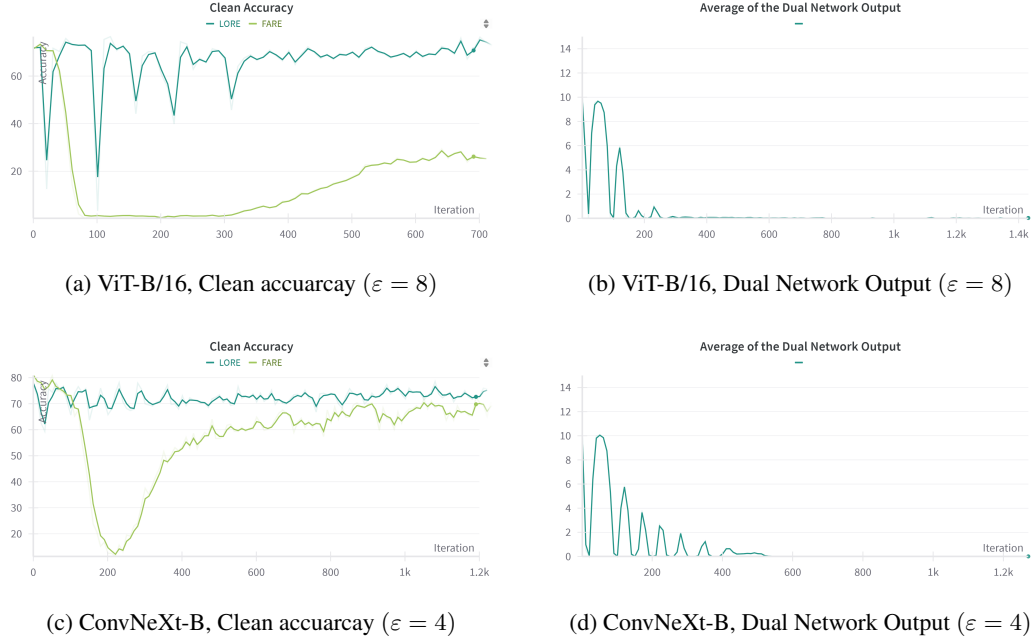 Clean Accuracy
LORE FARE
Accuracy
60
40
20
Iteration
0 100 200 300 400 500 600 700
(a) ViT-B/16, Clean accuarcay (ε = 8)
Average of the Dual Network Output
14
12
10
8
6
4
2
0
Iteration
200 400 600 800 1k 1.2k 1.4k
(b) ViT-B/16, Dual Network Output (ε = 8)
Clean Accuracy
LORE FARE
Accuracy
80
70
60
50
40
30
20
Iteration
0 200 400 600 800 1k 1.2k
(c) ConvNeXt-B, Clean accuarcay (ε = 4)
Average of the Dual Network Output
14
12
10
8
6
4
2
0
Iteration
200 400 600 800 1k 1.2k
(d) ConvNeXt-B, Dual Network Output (ε = 4)